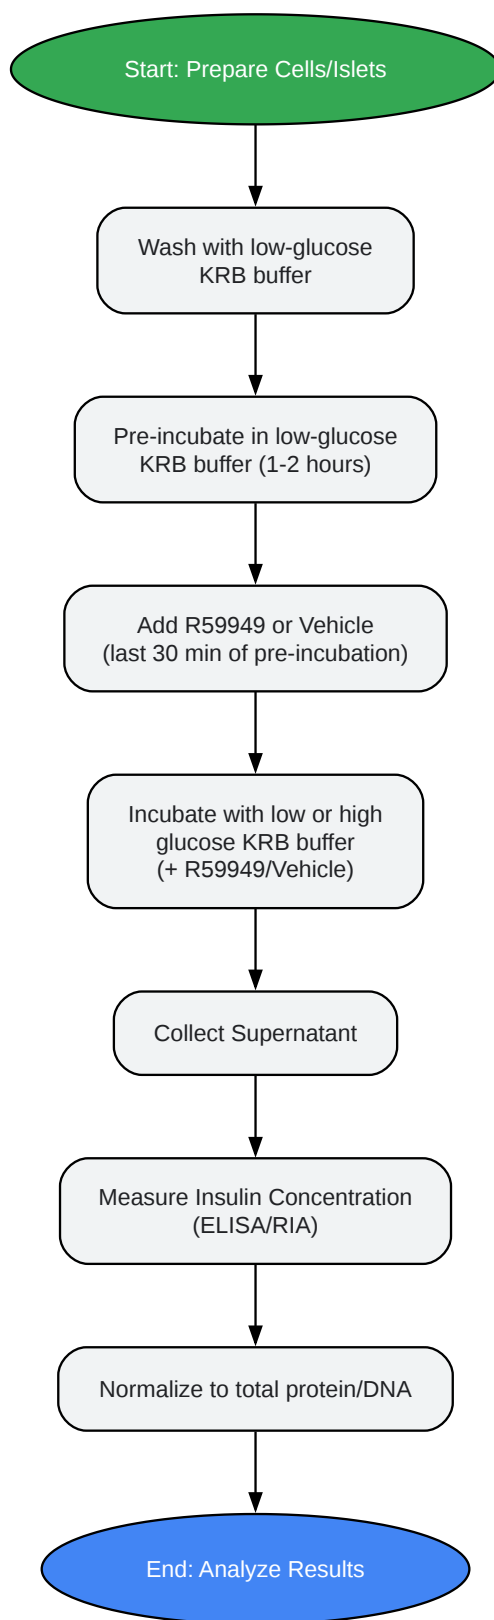 Start: Prepare Cells/Islets
Wash with low-glucose
KRB buffer
Pre-incubate in low-glucose
KRB buffer (1-2 hours)
Add R59949 or Vehicle
(last 30 min of pre-incubation)
Incubate with low or high
glucose KRB buffer
(+ R59949/Vehicle)
Collect Supernatant
Measure Insulin Concentration
(ELISA/RIA)
Normalize to total protein/DNA
End: Analyze Results